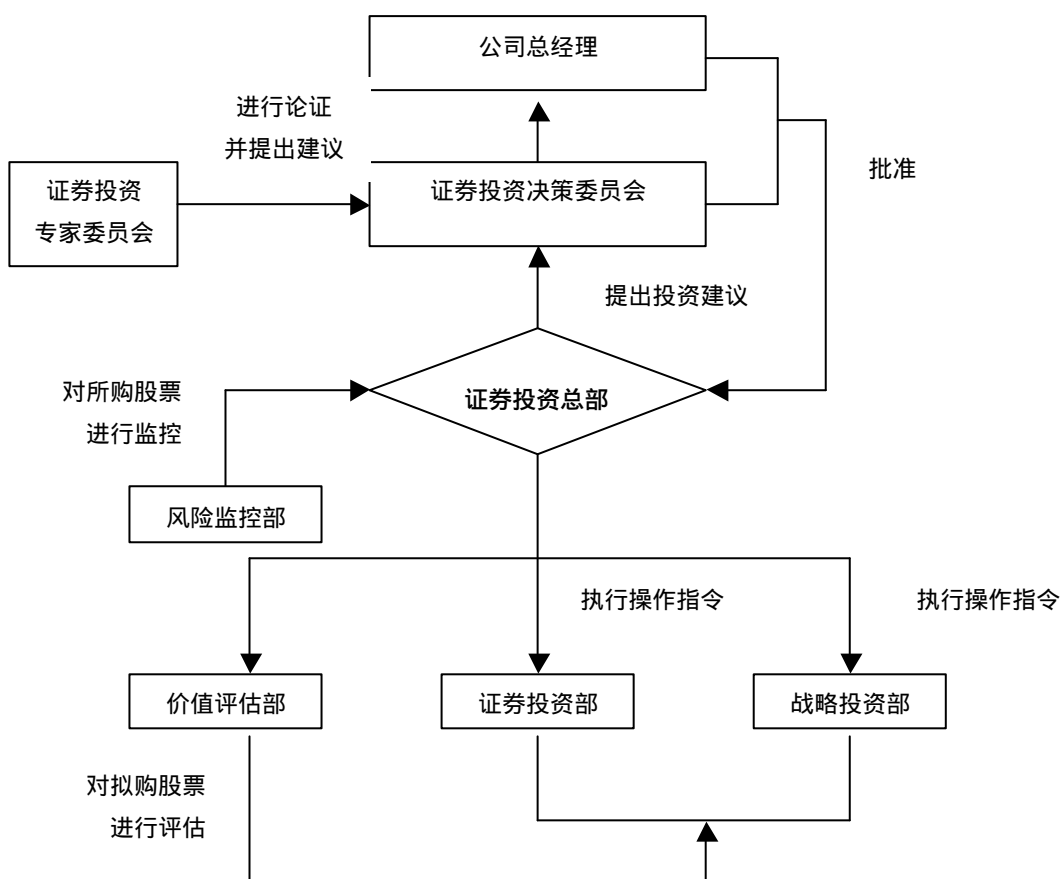 公司总经理
进行论证
并提出建议
批准
证券投资
专家委员会
证券投资决策委员会
提出投资建议
对所购股票
进行监控
证券投资总部
风险监控部
执行操作指令
执行操作指令
价值评估部
证券投资部
战略投资部
对拟购股票
进行评估